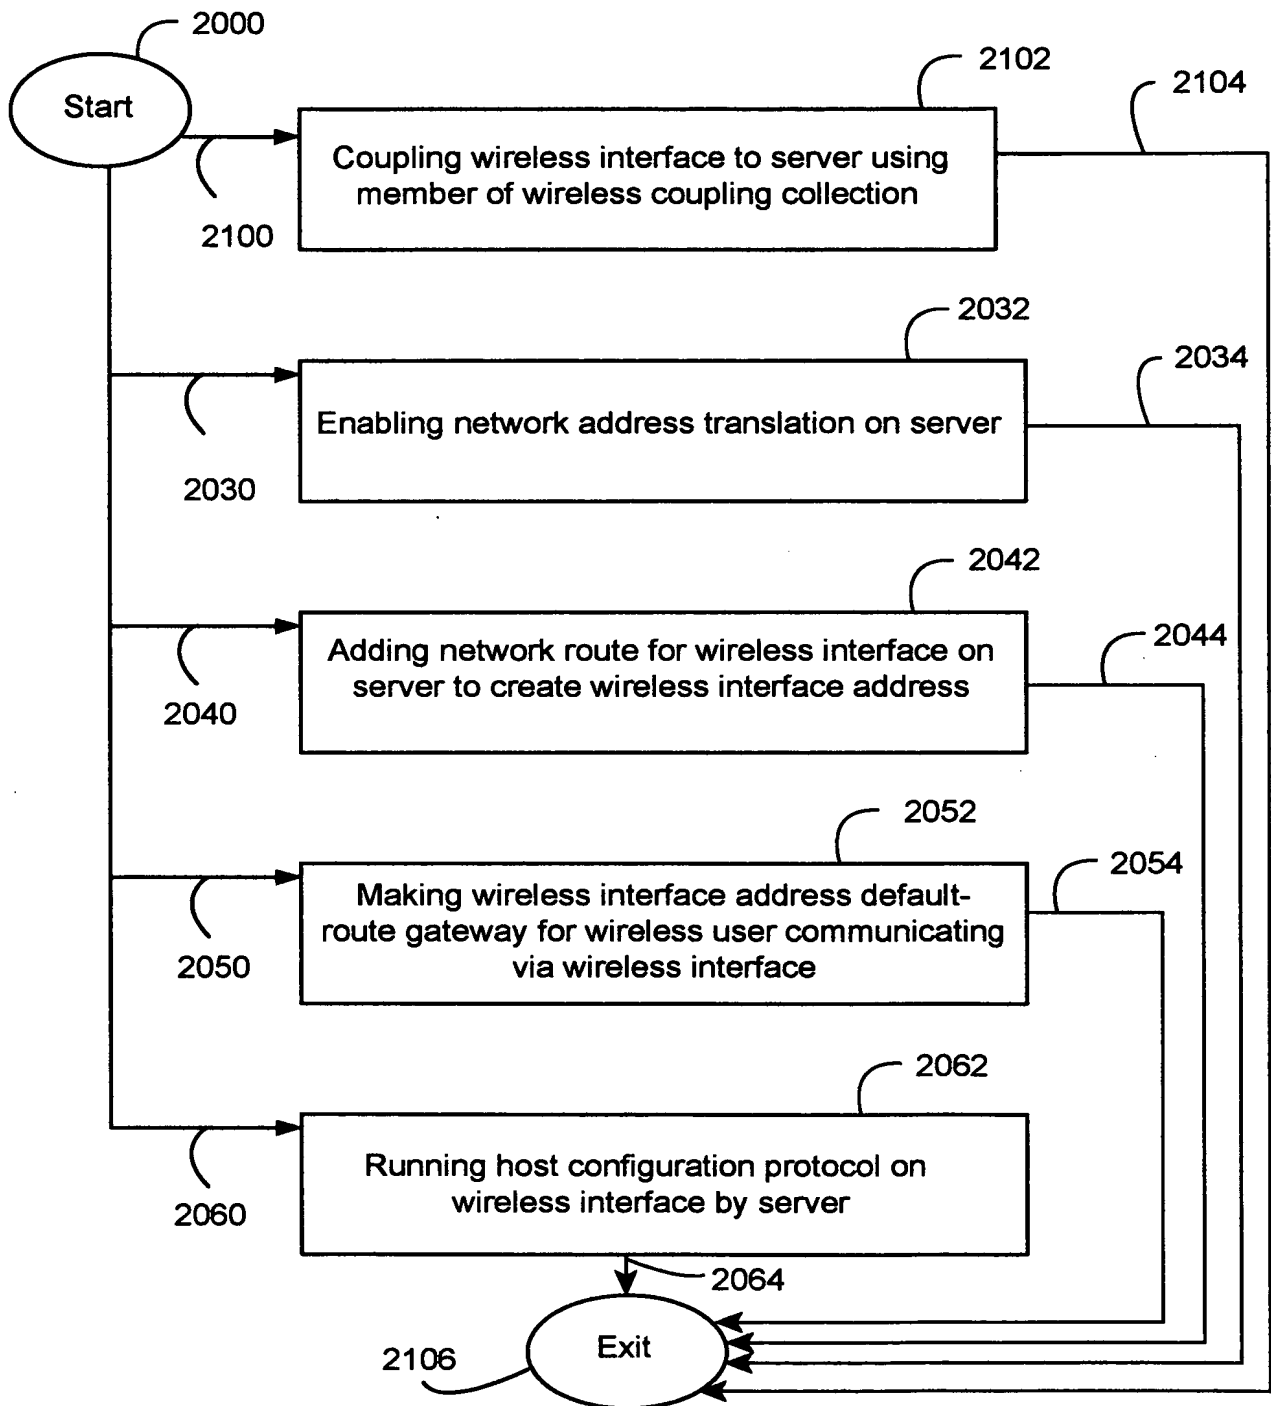 2000
Start
2102
2104
Coupling wireless interface to server using
member of wireless coupling collection
2100
2032
2034
Enabling network address translation on server
2030
2042
2044
Adding network route for wireless interface on
server to create wireless interface address
2040
2052
2054
Making wireless interface address default-
route gateway for wireless user communicating
via wireless interface
2050
2062
Running host configuration protocol on
wireless interface by server
2060
2064
Exit
2106